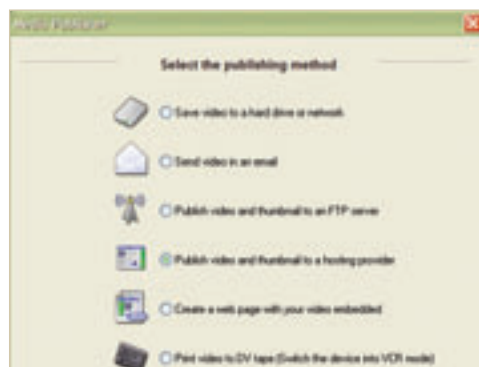 Media Publisher
Select the publishing method
Save video to a hard drive or network
Send video in an email
Publish video and thumbnail to an FTP server
Publish video and thumbnail to a hosting provider
Create a web page with your video embedded
Print video to DV tape (Switch the device into VCR mode)